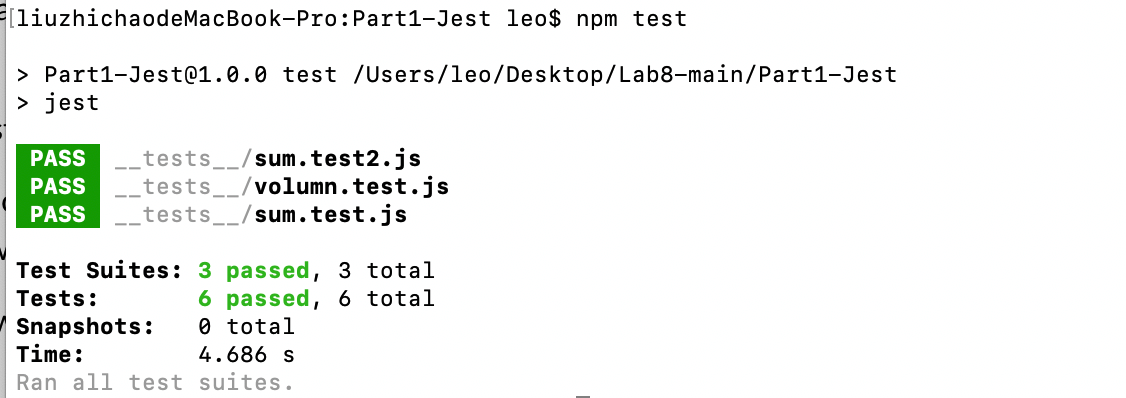 [liuzhichaodeMacBook-Pro:Part1-Jest leo$ npm test
> Part1-Jest@1.0.0 test /Users/leo/Desktop/Lab8-main/Part1-Jest
> jest
PASS __tests__/sum.test2.js
PASS __tests__/volumn.test.js
PASS __tests__/sum.test.js
Test Suites: 3 passed, 3 total
Tests: 6 passed, 6 total
Snapshots: 0 total
Time: 4.686 s
Ran all test suites.